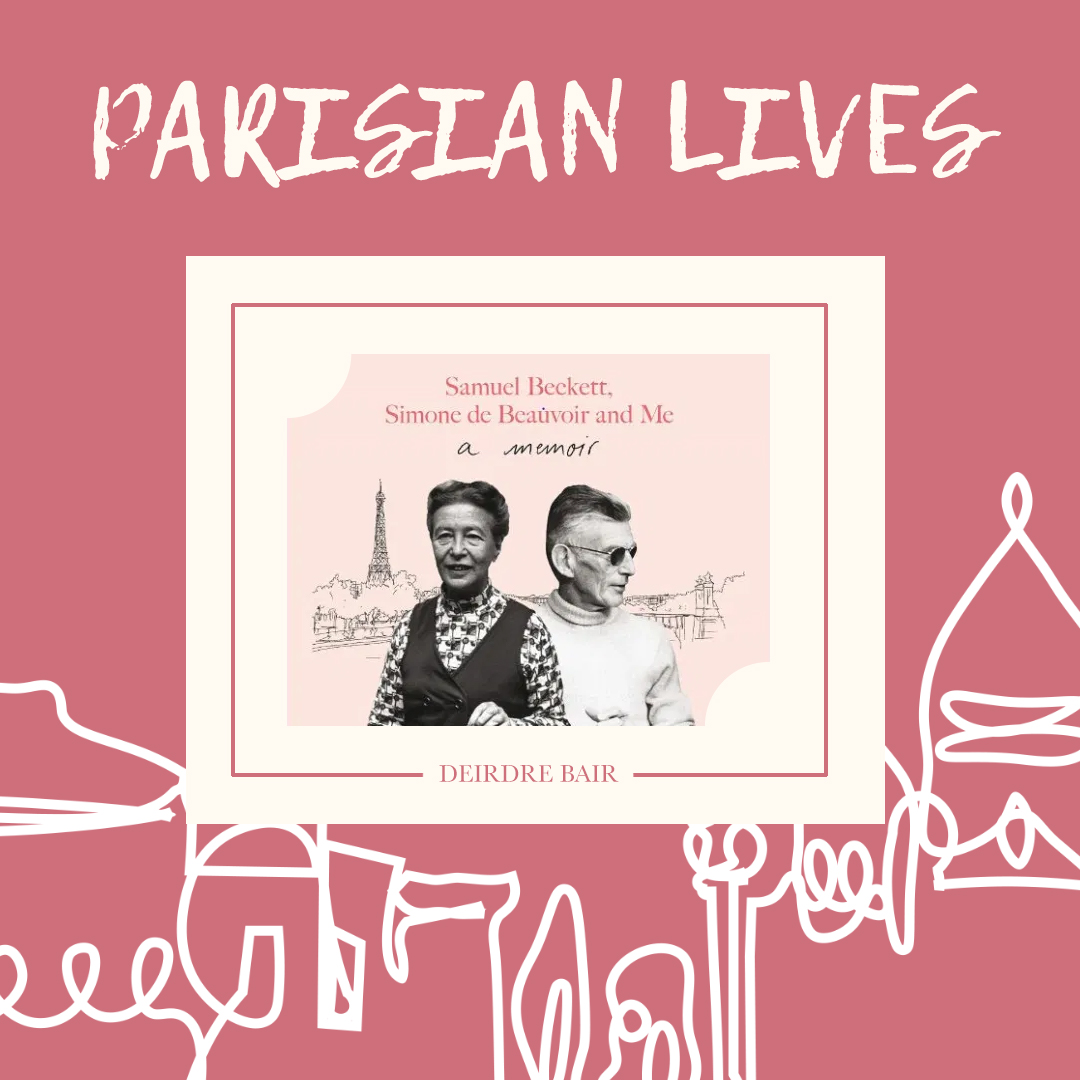 PARISIAN LIVES
Samuel Beckett,
Simone de Beauvoir and Me
a memoir
DEIRDRE BAIR